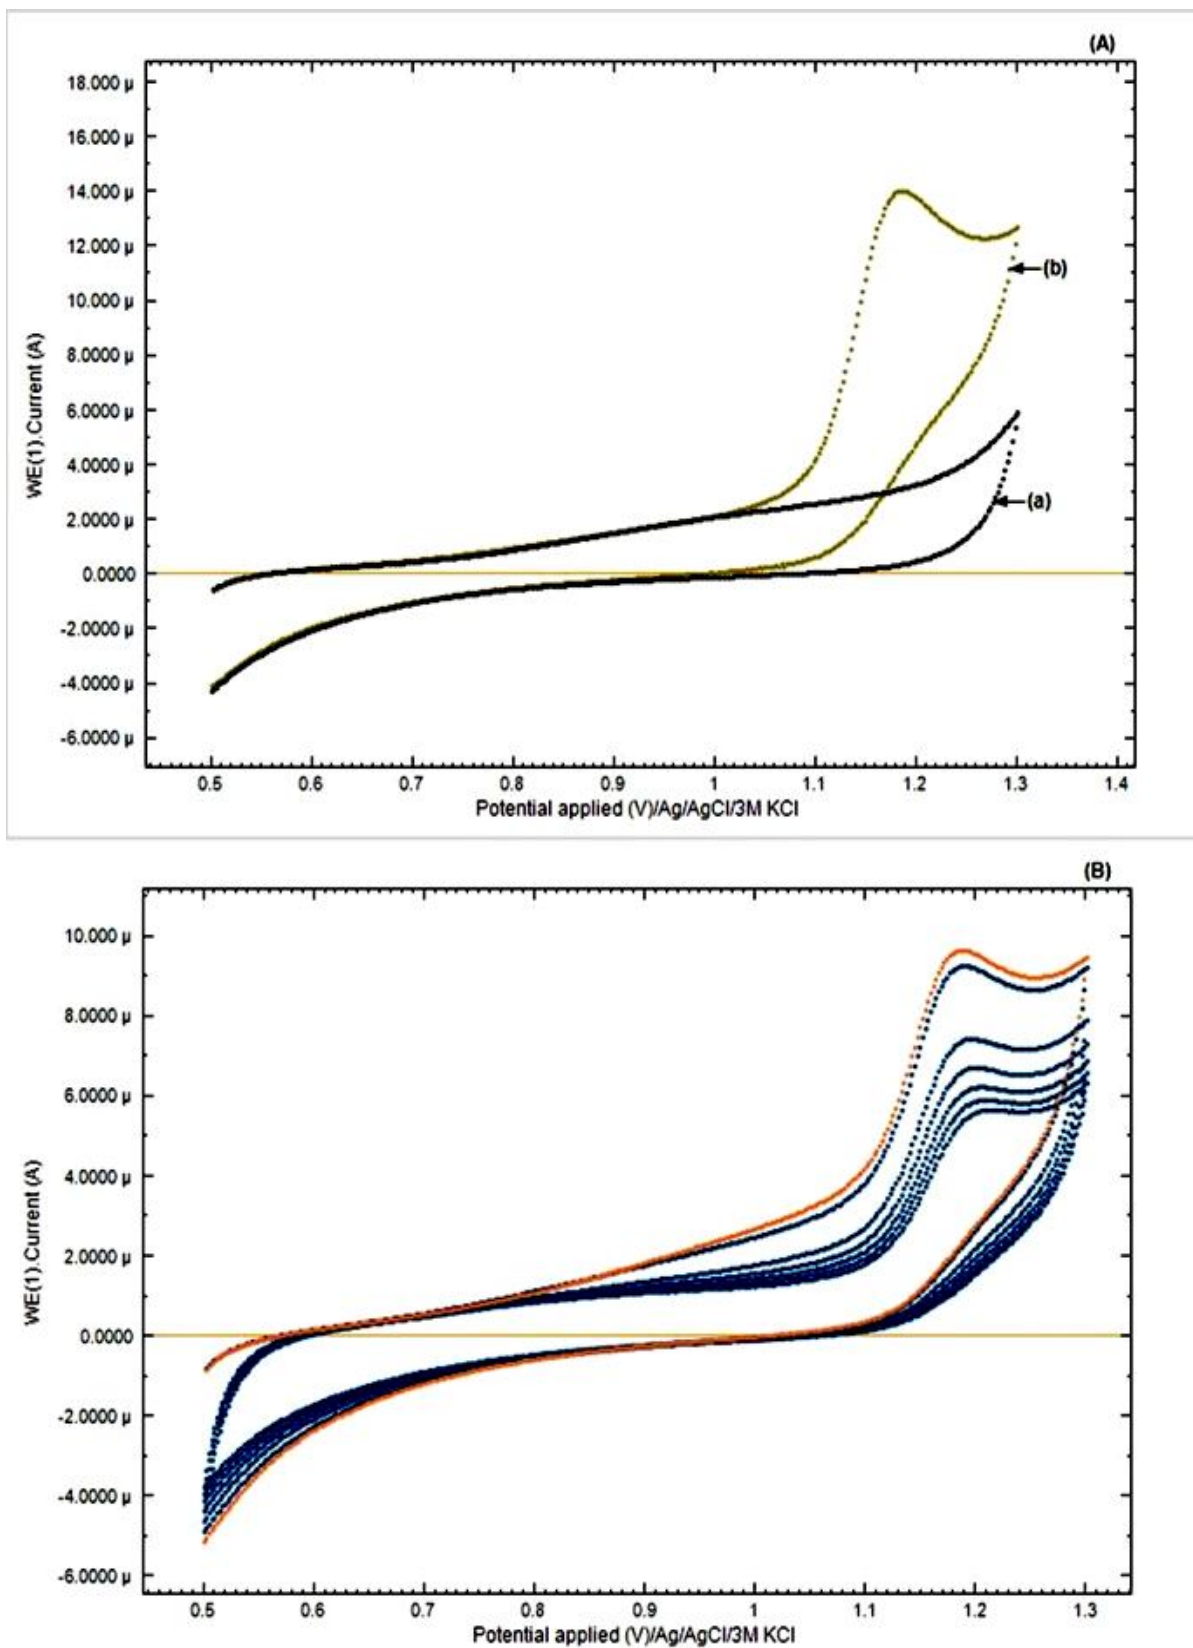 (A)
18.000 µ
16.000 µ
14.000 µ
12.000 µ
10.000 µ
8.0000 µ
6.0000 µ
4.0000 µ
2.0000 µ
0.0000
-2.0000 µ
-4.0000 µ
-6.0000 µ
WE(1).Current (A)
(b)
(a)
0.5 0.6 0.7 0.8 0.9 1 1.1 1.2 1.3 1.4
Potential applied (V)/Ag/AgCl/3M KCl
(B)
10.000 µ
8.0000 µ
6.0000 µ
4.0000 µ
2.0000 µ
0.0000
-2.0000 µ
-4.0000 µ
-6.0000 µ
WE(1).Current (A)
0.5 0.6 0.7 0.8 0.9 1 1.1 1.2 1.3
Potential applied (V)/Ag/AgCl/3M KCl